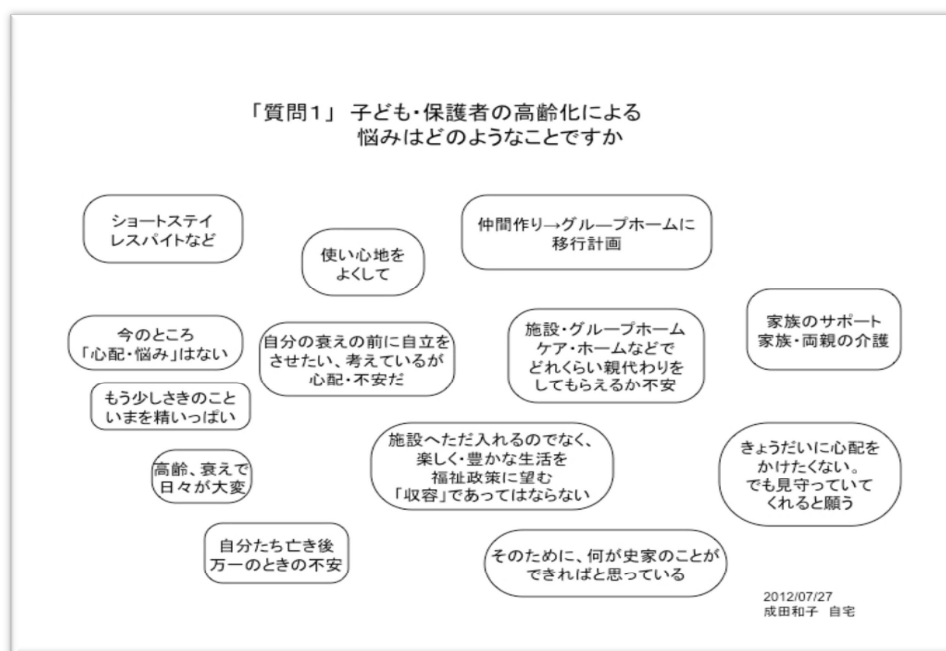 「質問1」 子ども・保護者の高齢化による
悩みはどのようなことですか
ショートステイ
レスパイトなど
使い心地を
よくして
仲間作り→グループホームに
移行計画
今のところ
「心配・悩み」はない
自分の衰えの前に自立を
させたい、考えているが
心配・不安だ
施設・グループホーム
ケア・ホームなどで
どれくらい親代わりを
してもらえるか不安
家族のサポート
家族・両親の介護
もう少しさきのこと
いまを精いっぱい
高齢、衰えで
日々が大変
施設へただ入れるのでなく、
楽しく・豊かな生活を
福祉政策に望む
「収容」であってはならない
きょうだいに心配を
かけたくない。
でも見守っていて
くれると願う
自分たち亡き後
万一のときの不安
そのために、何が史家のことが
できればと思っている
2012/07/27
成田和子 自宅